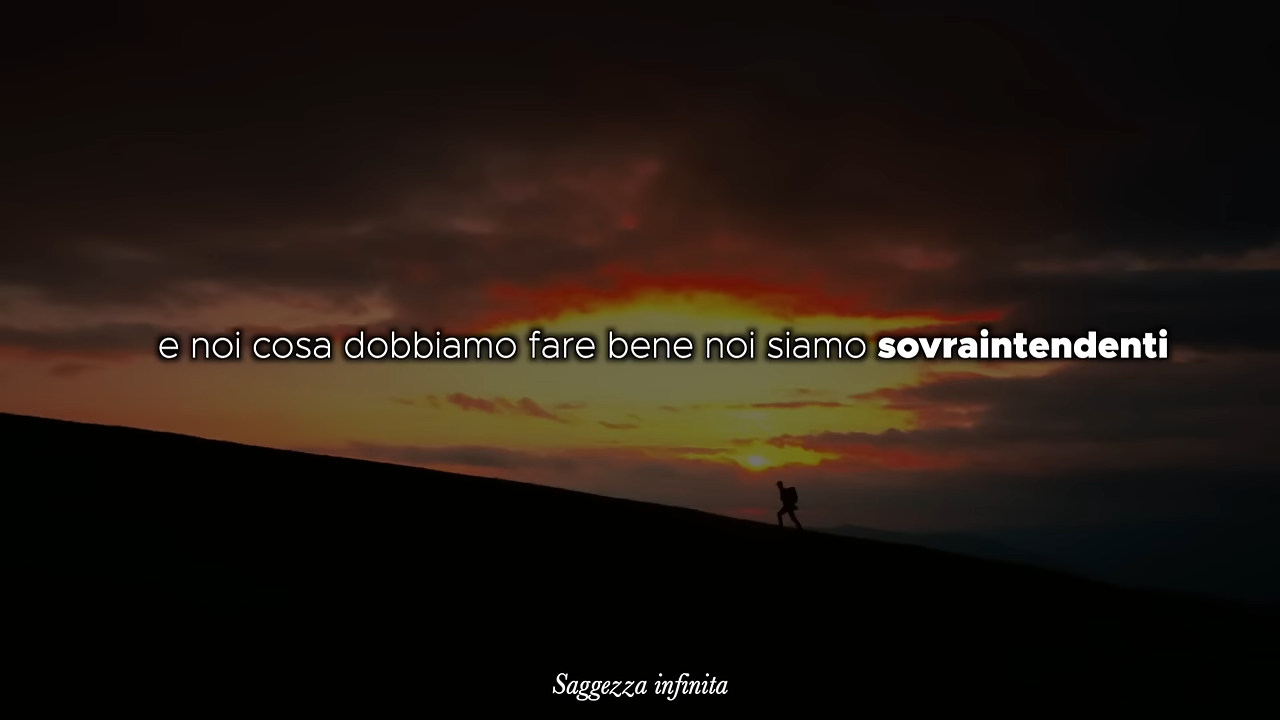 e noi cosa dobbiamo fare bene noi siamo sovraintendenti
Saggezza infinita